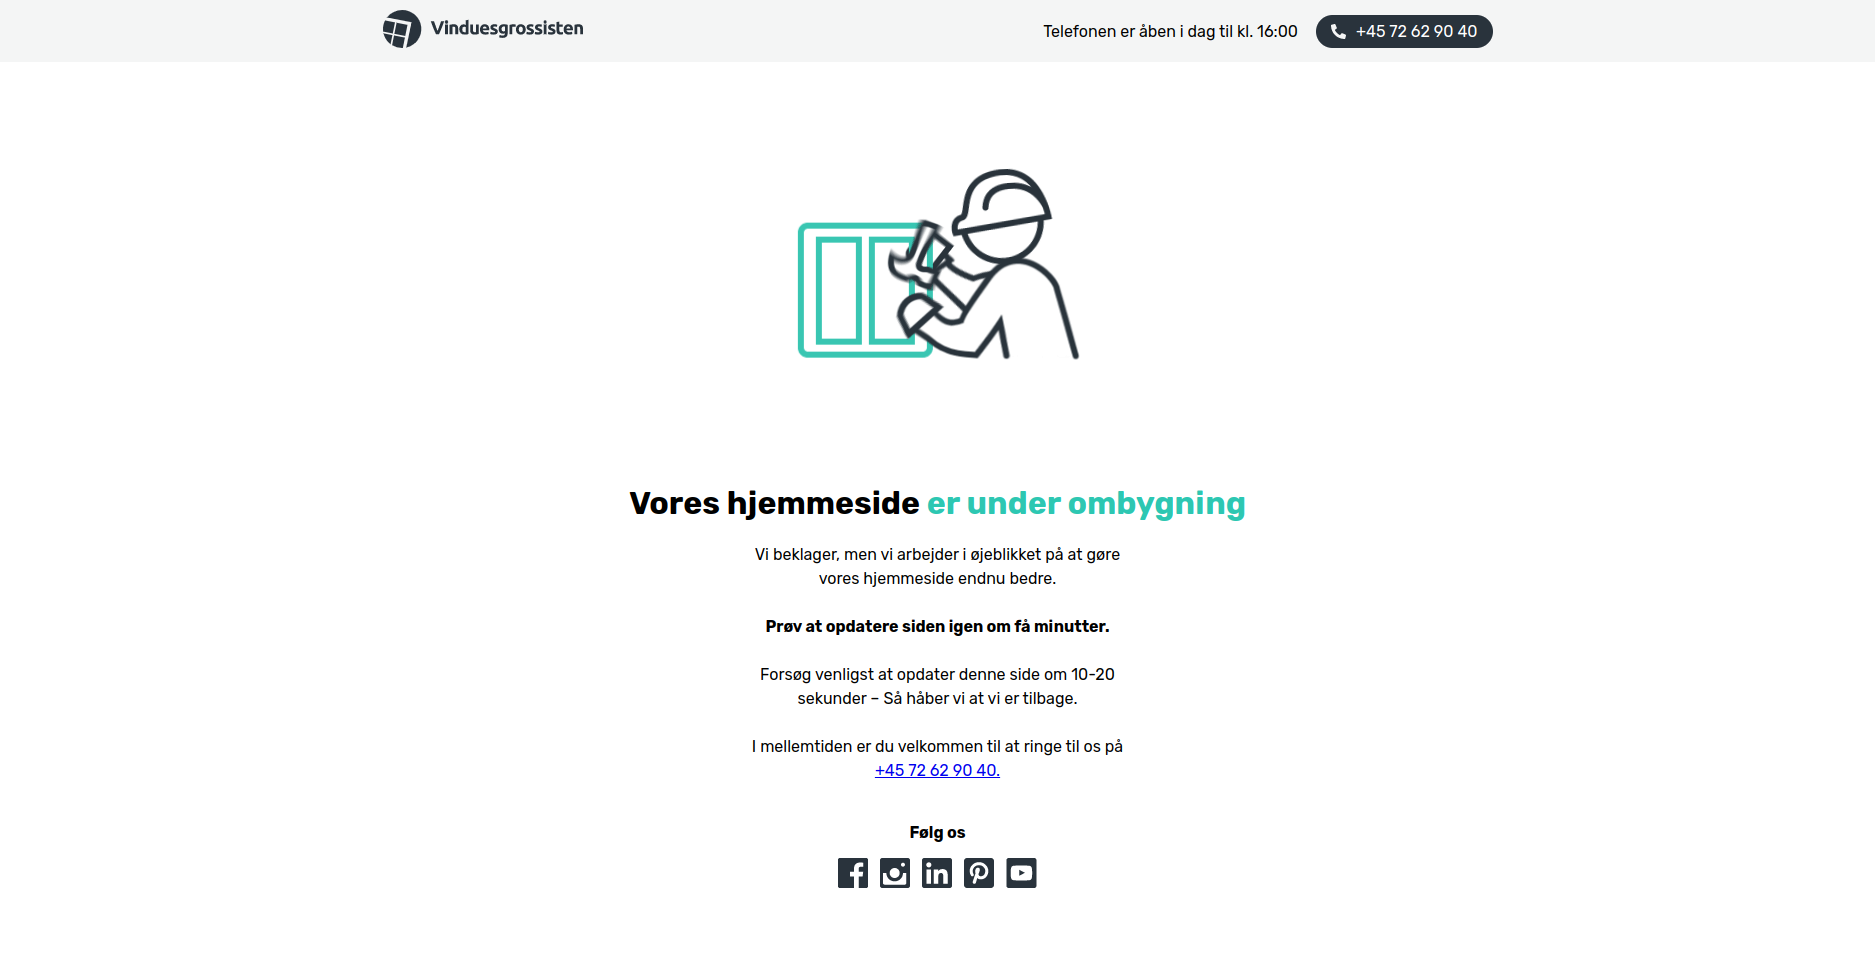 Vinduesgrossisten
Telefonen er åben i dag til kl. 16:00
+45 72 62 90 40
Vores hjemmeside er under ombygning
Vi beklager, men vi arbejder i øjeblikket på at gøre
vores hjemmeside endnu bedre.
Prøv at opdatere siden igen om få minutter.
Forsøg venligst at opdater denne side om 10-20
sekunder – Så håber vi at vi er tilbage.
I mellemtiden er du velkommen til at ringe til os på
+45 72 62 90 40.
Følg os